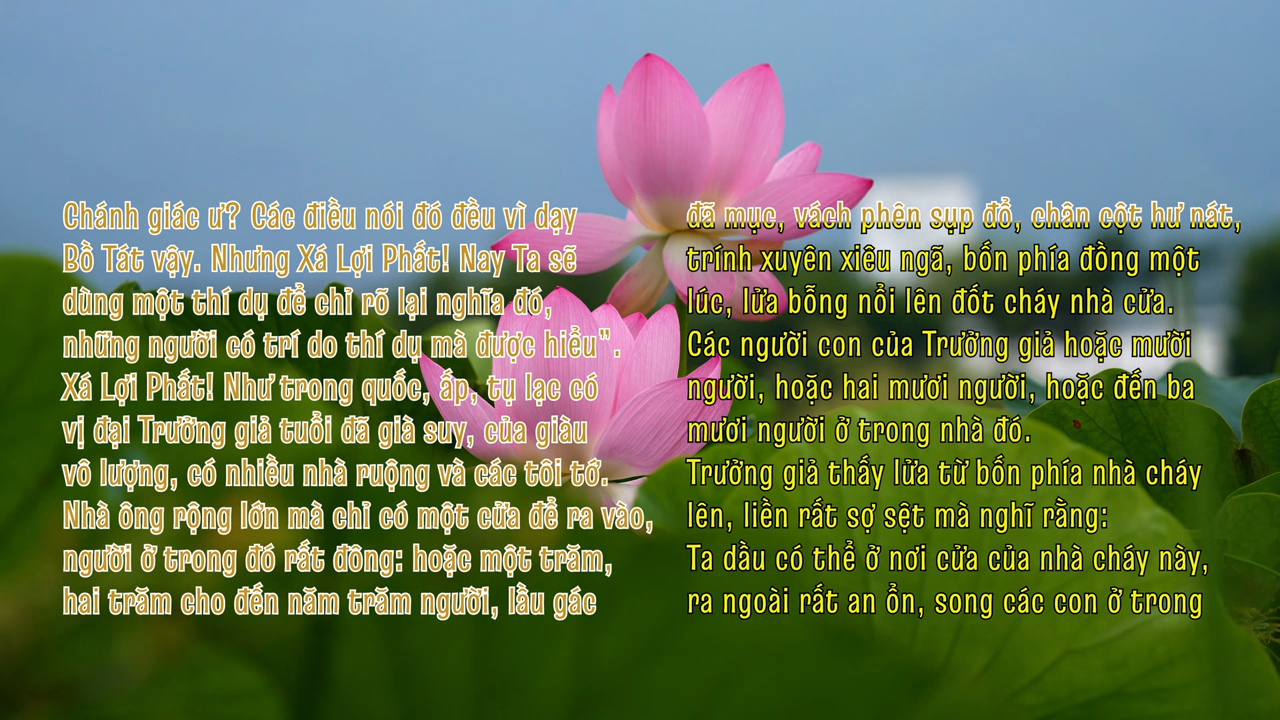 Chánh giác ư? Các điều nói đó đều vì dạy
Bồ Tát vậy. Nhưng Xá Lợi Phất! Nay Ta sẽ
dùng một thí dụ để chỉ rõ lại nghĩa đó,
những người có trí do thí dụ mà được hiểu".
Xá Lợi Phất! Như trong quốc, ấp, tụ lạc có
vị đại Trưởng giả tuổi đã già suy, của giàu
vô lượng, có nhiều nhà ruộng và các tôi tớ.
Nhà ông rộng lớn mà chỉ có một cửa để ra vào,
người ở trong đó rất đông: hoặc một trăm,
hai trăm cho đến năm trăm người, lầu gác
đã mục, vách phên sụp đổ, chân cột hư nát,
trính xuyên xiêu ngã, bốn phía đồng một
lúc, lửa bỗng nổi lên đốt cháy nhà cửa.
Các người con của Trưởng giả hoặc mười
người, hoặc hai mươi người, hoặc đến ba
mươi người ở trong nhà đó.
Trưởng giả thấy lửa từ bốn phía nhà cháy
lên, liền rất sợ sệt mà nghĩ rằng:
Ta dầu có thể ở nơi cửa của nhà cháy này,
ra ngoài rất an ổn, song các con ở trong